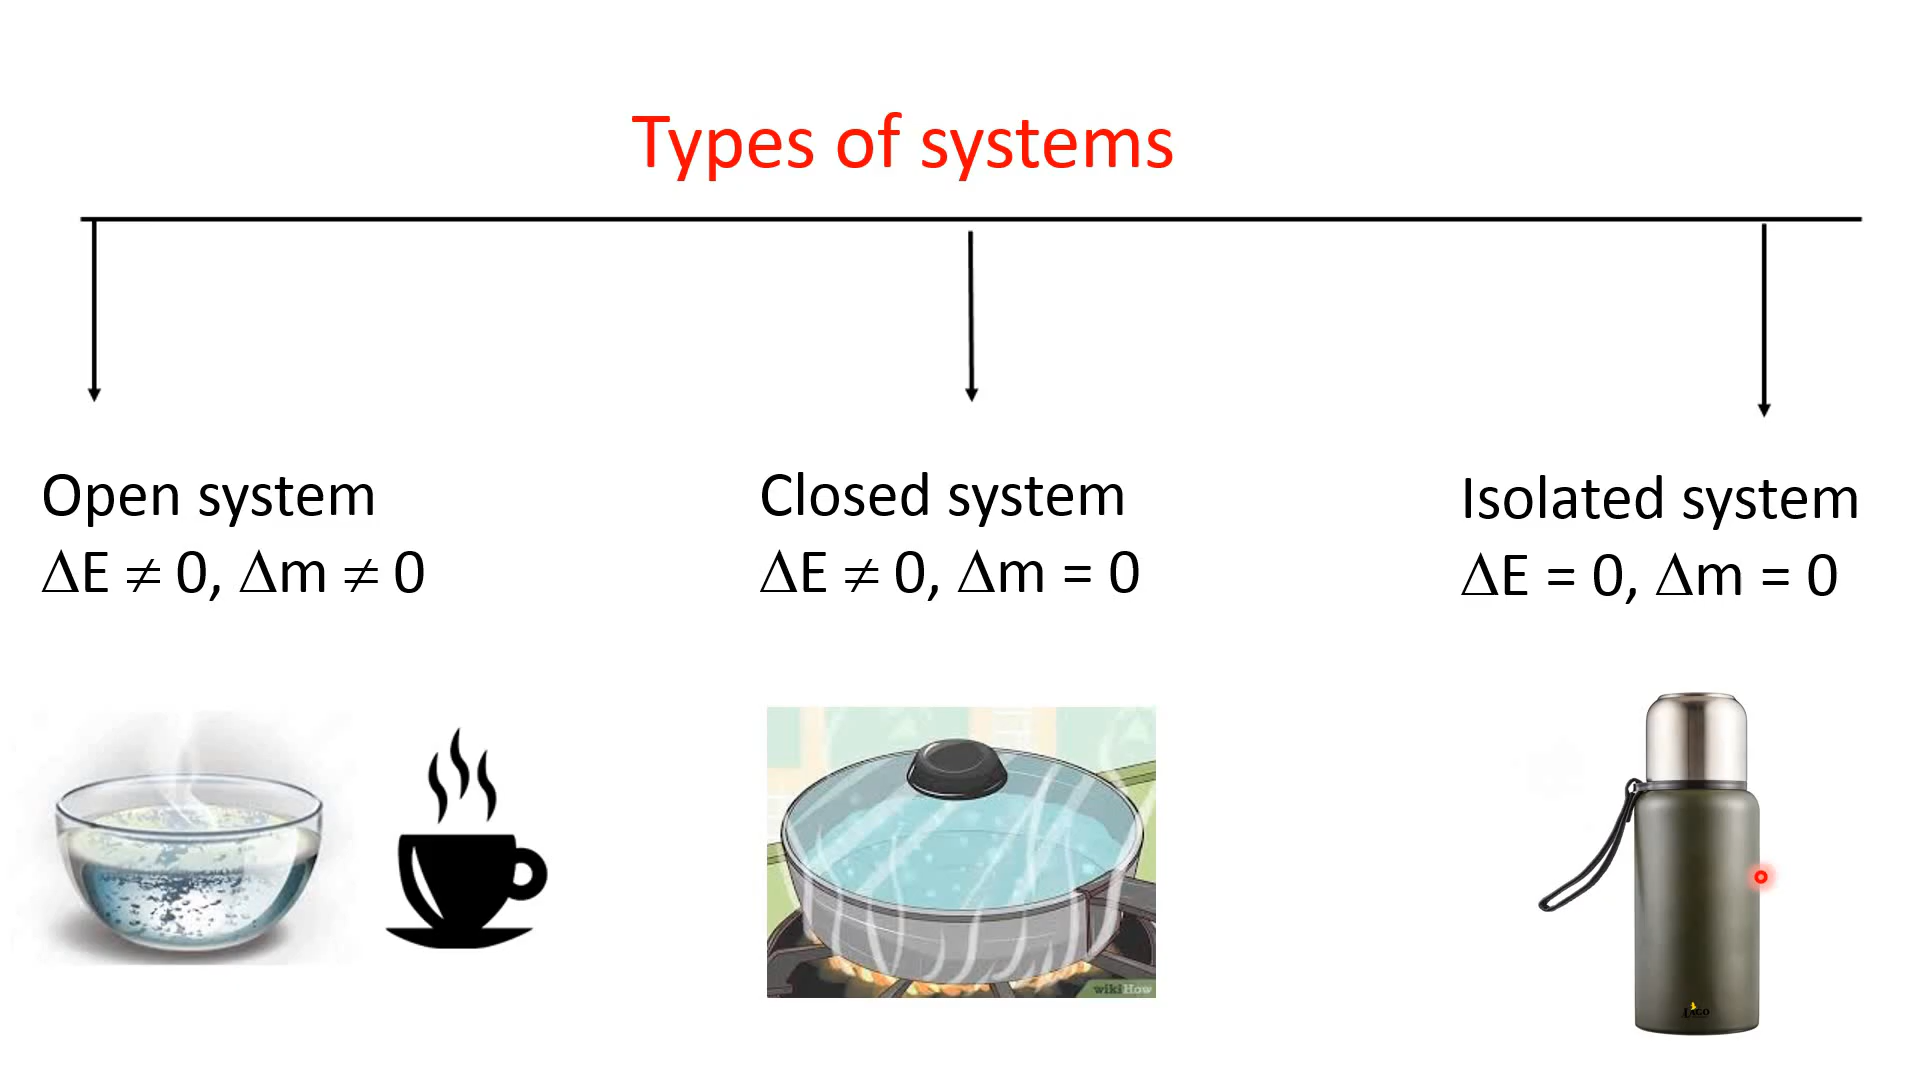 Types of systems
Open system
ΔE ≠ 0, Δm ≠ 0
Closed system
ΔE ≠ 0, Δm = 0
Isolated system
ΔE = 0, Δm = 0
wikiHow